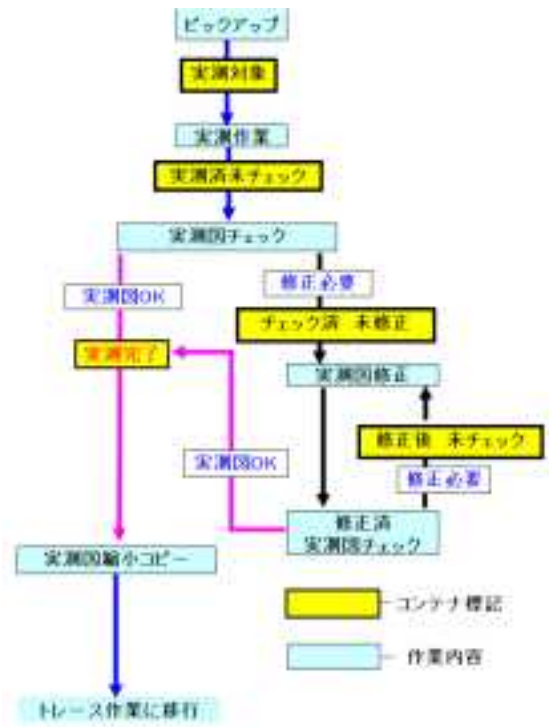 ピックアップ
実測対象
実測作業
実測済未チェック
実測図チェック
実測図OK
修正必要
チェック済 未修正
実測完了
実測図修正
修正後 未チェック
実測図OK
修正必要
修正済
実測図チェック
実測図縮小コピー
コンテナ標記
作業内容
トレース作業に移行